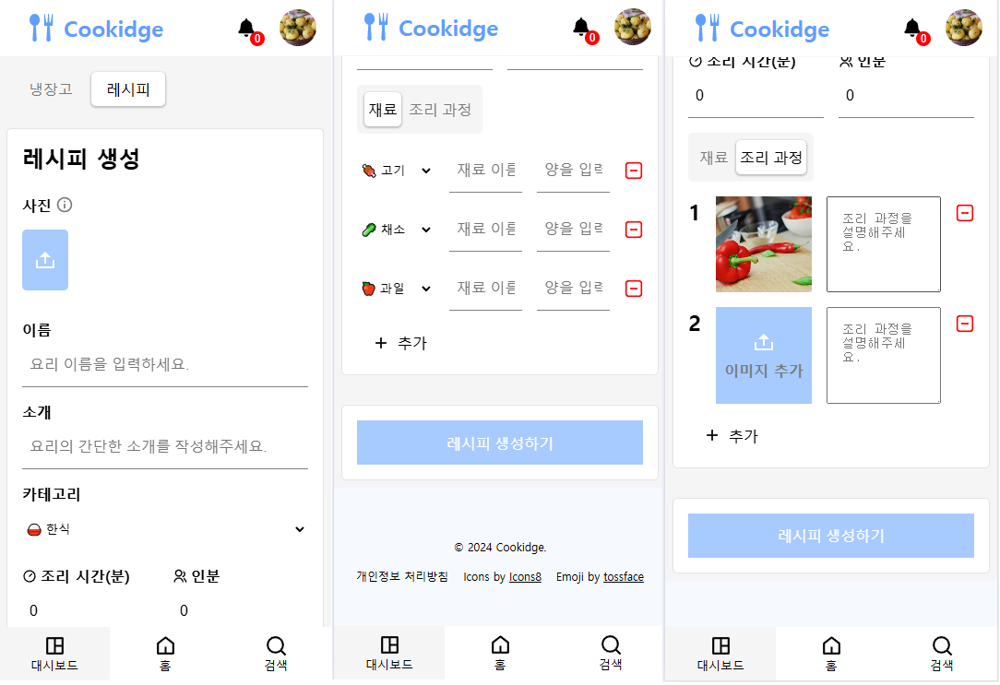 Cookidge
0
냉장고
레시피
레시피 생성
사진
이름
요리 이름을 입력하세요.
소개
요리의 간단한 소개를 작성해주세요.
카테고리
한식
조리 시간(분)
인분
0
0
대시보드
홈
검색
Cookidge
0
재료
조리 과정
고기
재료 이름
양을 입력
채소
재료 이름
양을 입력
과일
재료 이름
양을 입력
+ 추가
레시피 생성하기
© 2024 Cookidge.
개인정보 처리방침 Icons by Icons8 Emoji by tossface
대시보드
홈
검색
Cookidge
0
조리 시간(분)
인분
0
0
재료
조리 과정
1
조리 과정을
설명해주세
요.
2
이미지 추가
조리 과정을
설명해주세
요.
+ 추가
레시피 생성하기
대시보드
홈
검색